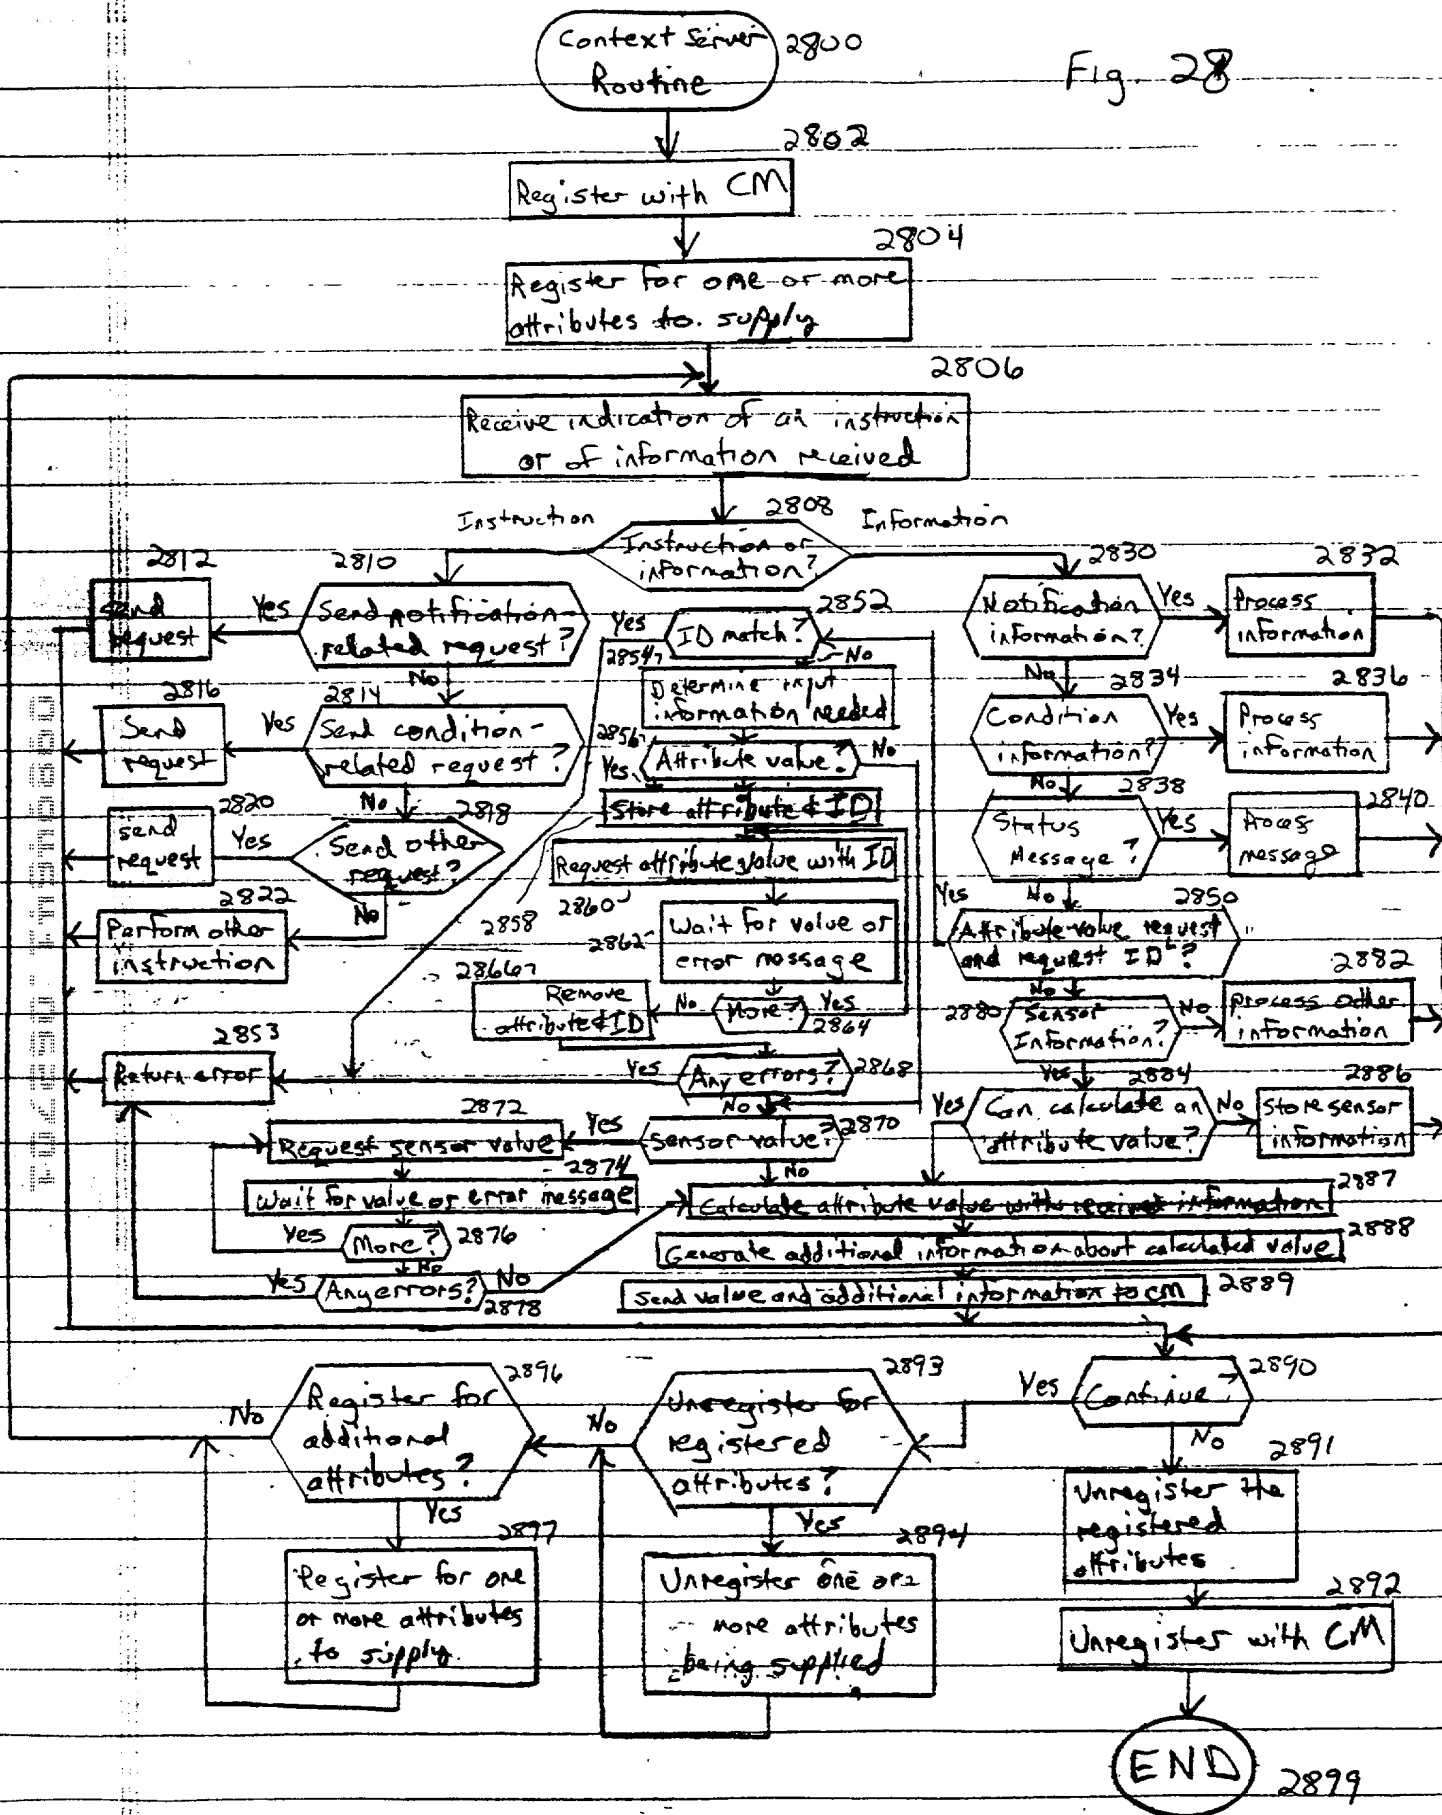 Context Server
Routine
2800
Fig. 28
2802
Register with CM
2804
Register for one or more
attributes to supply
2806
Receive indication of an instruction
or of information received
2808
Instruction
Information
Instruction or
information?
2812
2810
Send
request
Yes
Send notification-
related request?
No
2816
2814
Send
request
Yes
Send condition-
related request?
No
2820
2818
Send
request
Yes
Send other
request?
No
2822
Perform other
instruction
2852
Yes
ID match?
No
2854
Determine input
information needed
2856
Attribute value?
No
Yes
Store attribute & ID
2858
Request attribute value with ID
2860
2862
Wait for value or
error message
2866
Remove
attribute & ID
No
More?
Yes
2864
2853
Return error
Yes
Any errors?
2868
No
2872
Request sensor value
Yes
Sensor value?
2870
No
2874
Wait for value or error message
Yes
More?
2876
No
Yes
Any errors?
No
2878
2830
2832
Notification
information?
Yes
Process
information
No
2834
2836
Condition
information?
Yes
Process
information
No
2838
2840
Status
Message?
Yes
Process
message
No
2850
Yes
Attribute value request
and request ID?
No
2882
2880
Sensor
Information?
No
Process other
information
Yes
2884
2886
Yes
Can calculate an
attribute value?
No
Store sensor
information
2887
Calculate attribute value with received information
2888
Generate additional information about calculated value
Send value and additional information to CM
2889
2896
2893
2890
No
Register for
additional
attributes?
No
Unregister for
registered
attributes?
Yes
Continue?
Yes
Yes
No
2897
2894
2891
Register for one
or more attributes
to supply
Unregister one or
more attributes
being supplied
Unregister the
registered
attributes
2892
Unregister with CM
END
2899